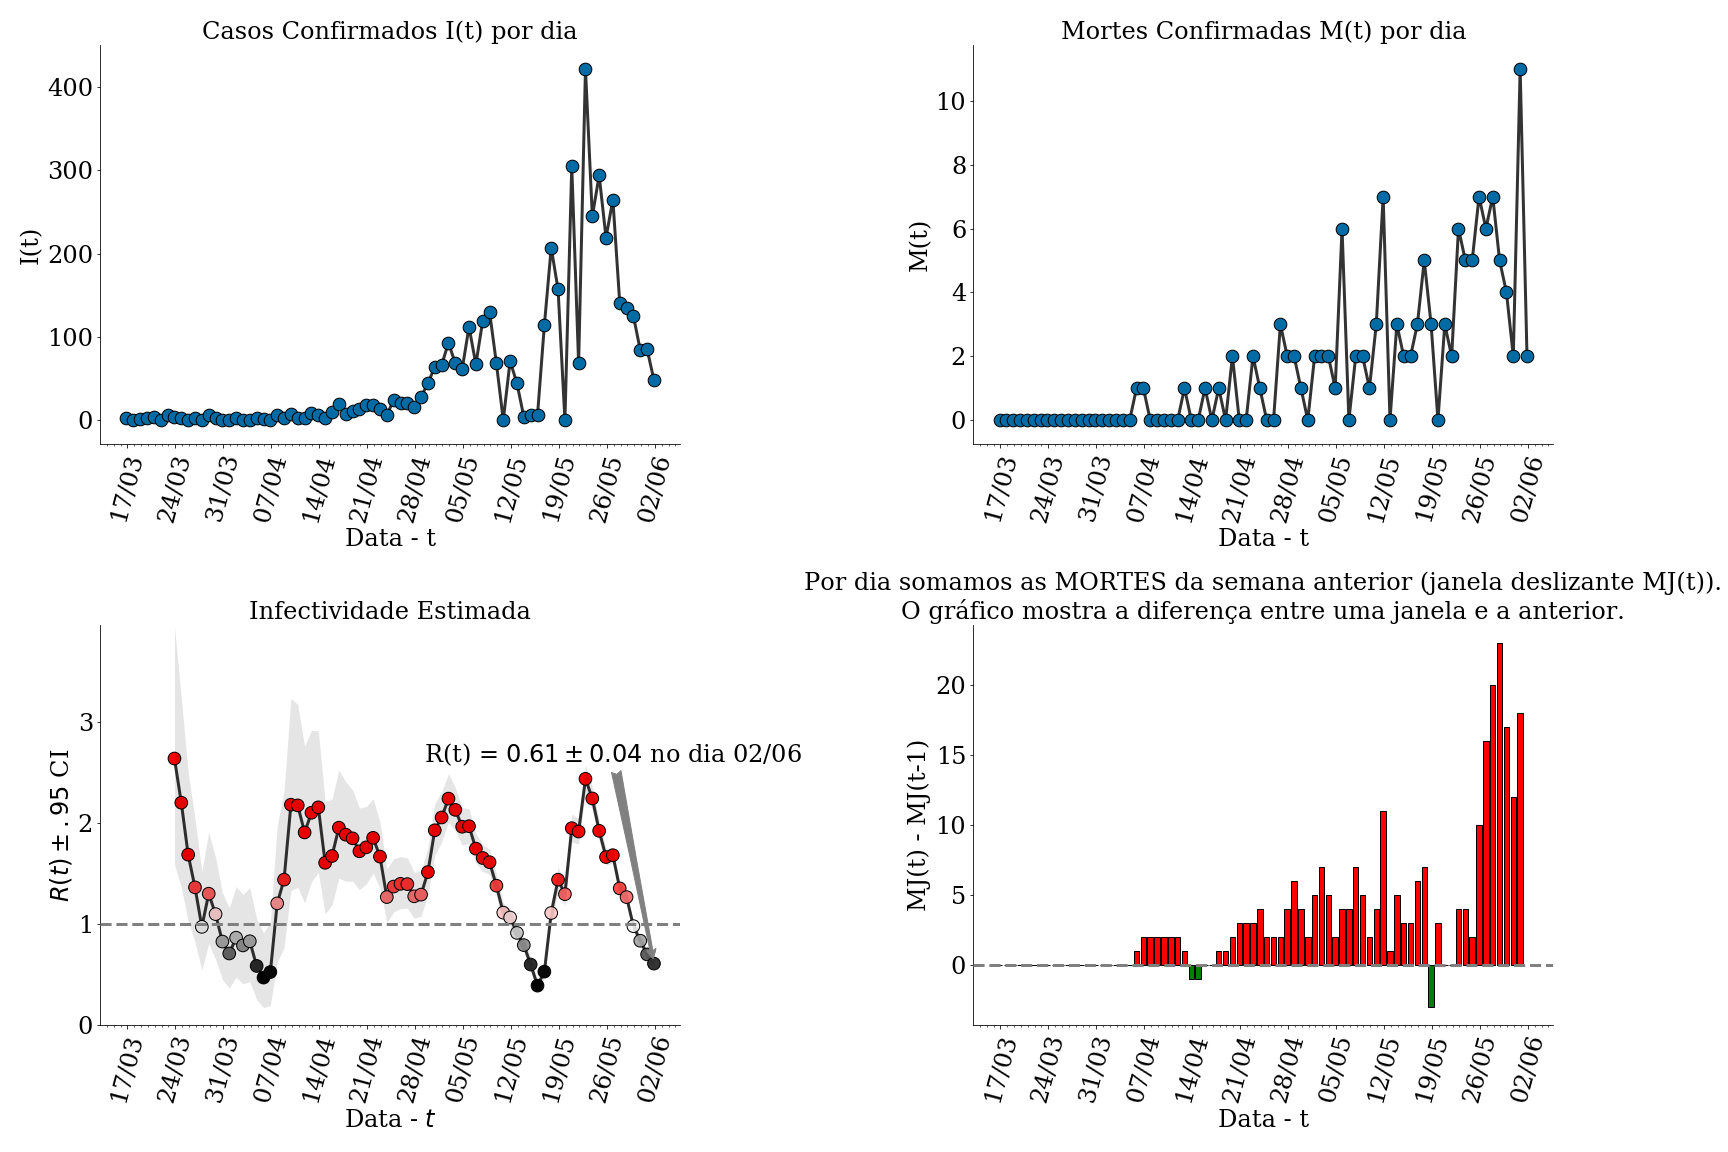 Casos Confirmados I(t) por dia
I(t)
400
300
200
100
0
17/03 24/03 31/03 07/04 14/04 21/04 28/04 05/05 12/05 19/05 26/05 02/06
Data - t
Mortes Confirmadas M(t) por dia
M(t)
10
8
6
4
2
0
17/03 24/03 31/03 07/04 14/04 21/04 28/04 05/05 12/05 19/05 26/05 02/06
Data - t
Infectividade Estimada
R(t) ± .95 CI
3
2
1
0
R(t) = 0.61 ± 0.04 no dia 02/06
17/03 24/03 31/03 07/04 14/04 21/04 28/04 05/05 12/05 19/05 26/05 02/06
Data - t
Por dia somamos as MORTES da semana anterior (janela deslizante MJ(t)).
O gráfico mostra a diferença entre uma janela e a anterior.
MJ(t) - MJ(t-1)
20
15
10
5
0
17/03 24/03 31/03 07/04 14/04 21/04 28/04 05/05 12/05 19/05 26/05 02/06
Data - t